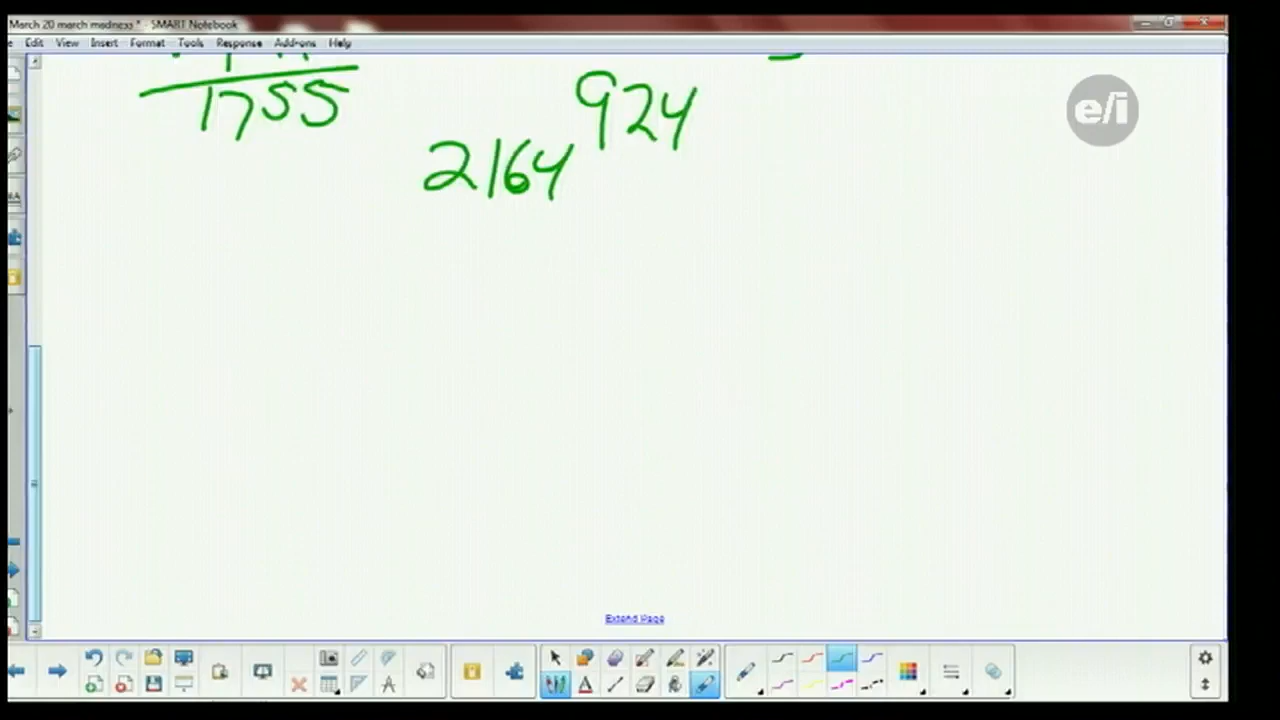 March 20 march madness * - SMART Notebook
Edit View Insert Format Tools Response Add-ons Help
1755
924
2164
e/i
Extend Page